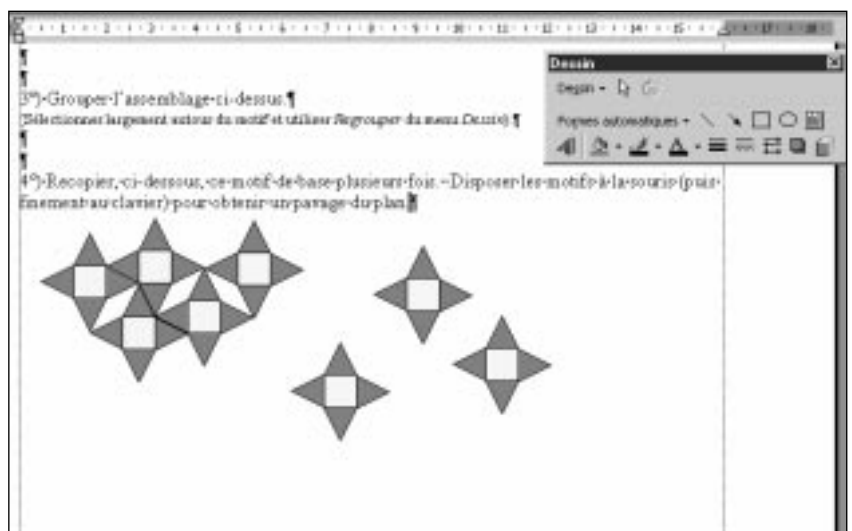 Dessin
Dessin
Formes automatiques
3°) Grouper l'assemblage ci-dessus.¶
(Sélectionner largement autour du motif et utiliser Regrouper du menu Dessin) ¶
4°) Recopier, ci-dessous, ce motif de base plusieurs fois. Disposer les motifs à la souris (puis
finement au clavier) pour obtenir un pavage du plan.¶